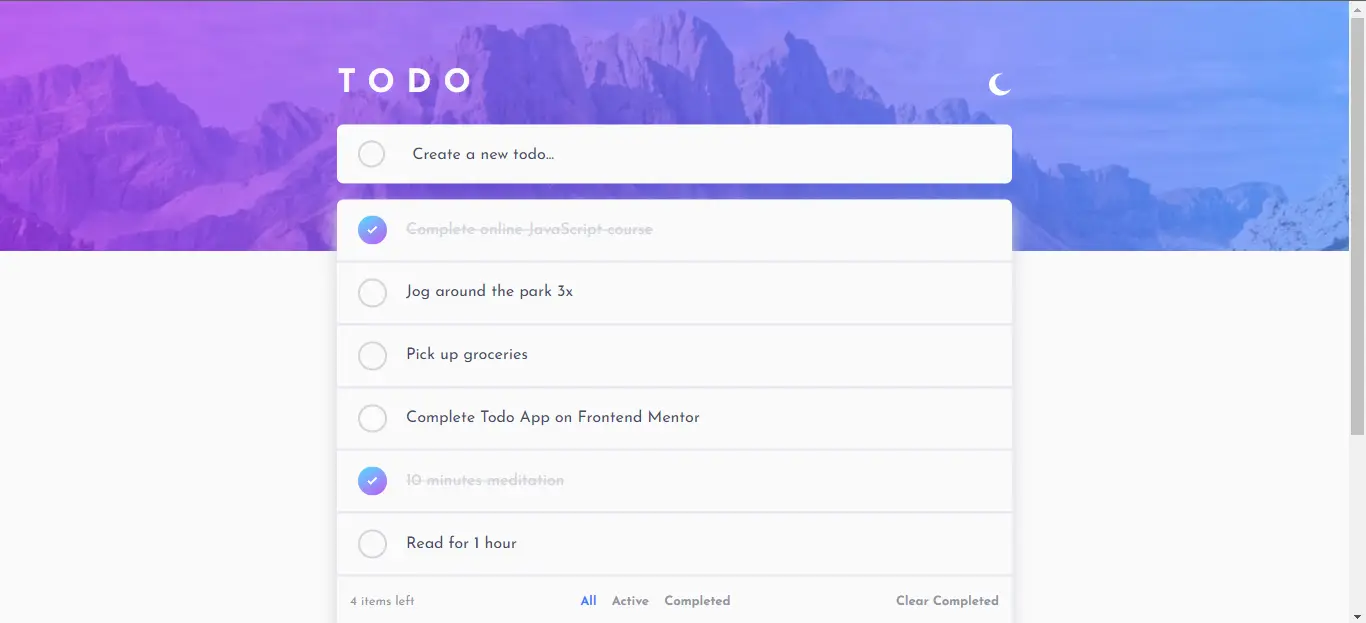 TODO
Create a new todo...
Complete online JavaScript course
Jog around the park 3x
Pick up groceries
Complete Todo App on Frontend Mentor
10 minutes meditation
Read for 1 hour
4 items left All Active Completed Clear Completed